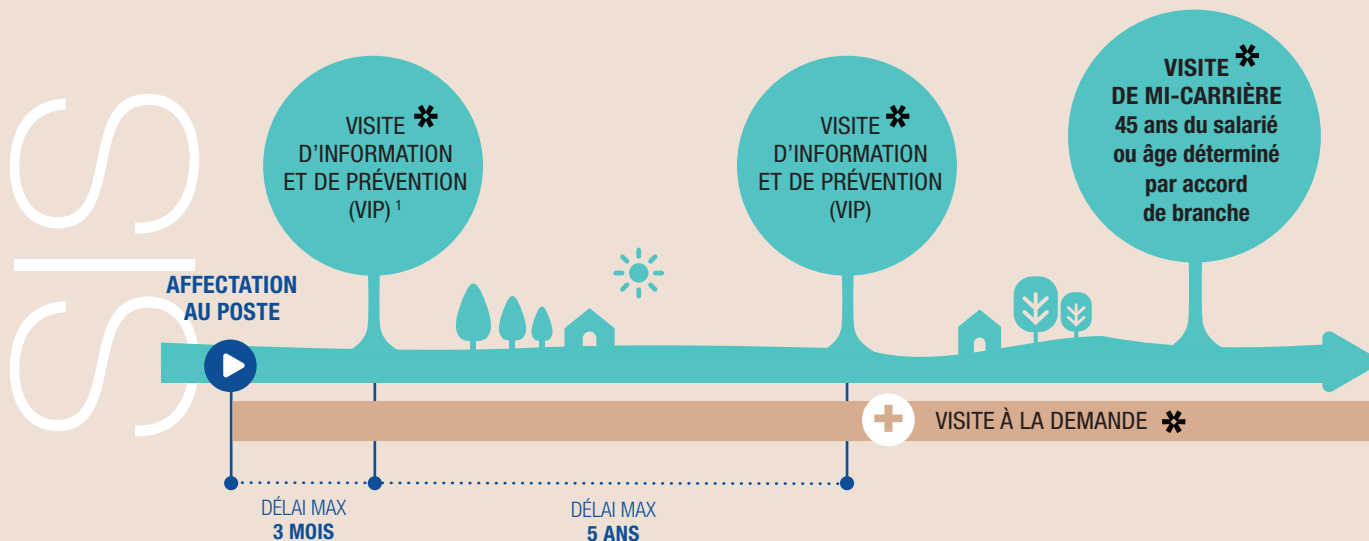 SIS
VISITE *
D'INFORMATION
ET DE PRÉVENTION
(VIP) ¹
VISITE *
D'INFORMATION
ET DE PRÉVENTION
(VIP)
VISITE *
DE MI-CARRIÈRE
45 ans du salarié
ou âge déterminé
par accord
de branche
AFFECTATION
AU POSTE
VISITE À LA DEMANDE *
DÉLAI MAX
3 MOIS
DÉLAI MAX
5 ANS